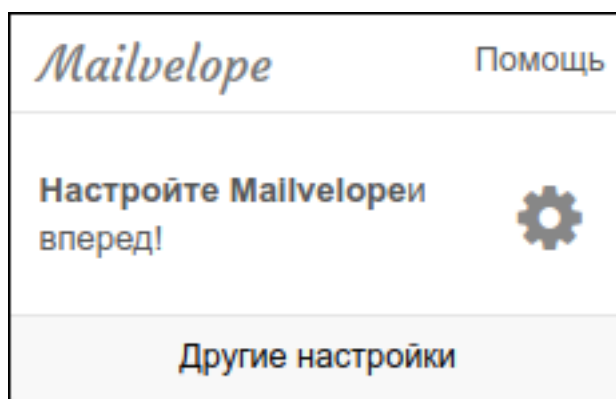 Mailvelope
Помощь
Настройте Mailvelopeи
вперед!
Другие настройки